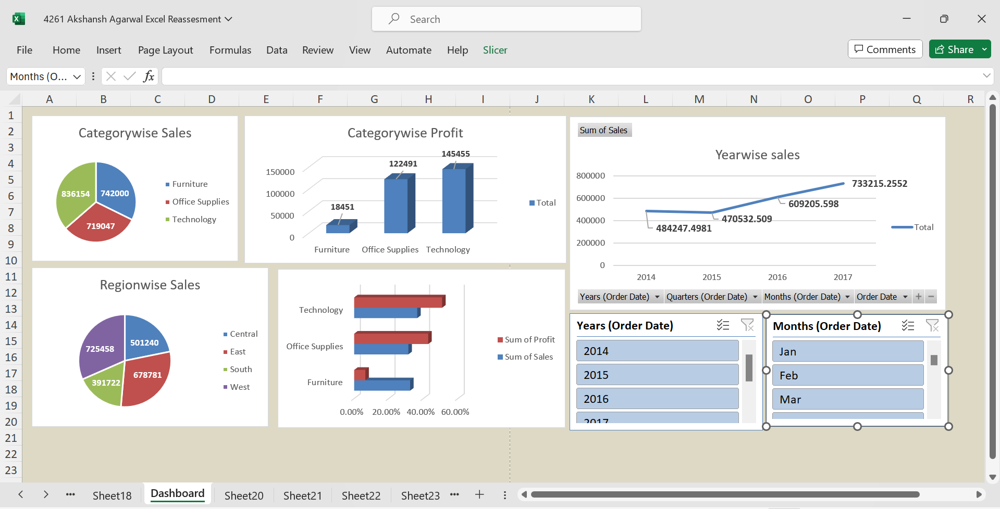 4261 Akshansh Agarwal Excel Reassesment
Search
File Home Insert Page Layout Formulas Data Review View Automate Help Slicer
Comments Share
Months (O... fx
A B C D E F G H I J K L M N O P Q R
1
2
3
4
5
6
7
8
9
10
11
12
13
14
15
16
17
18
19
20
21
22
23
Categorywise Sales
836154 742000
719047
Furniture
Office Supplies
Technology
Categorywise Profit
150000
100000
50000
0
18451
122491
145455
Furniture Office Supplies Technology
Total
Sum of Sales
Yearwise sales
800000
600000
400000
200000
0
484247.4981
470532.509
609205.598
733215.2552
2014 2015 2016 2017
Total
Years (Order Date) Quarters (Order Date) Months (Order Date) Order Date + −
Regionwise Sales
725458 501240
391722 678781
Central
East
South
West
Technology
Office Supplies
Furniture
0.00% 20.00% 40.00% 60.00%
Sum of Profit
Sum of Sales
Years (Order Date)
2014
2015
2016
2017
Months (Order Date)
Jan
Feb
Mar
... Sheet18 Dashboard Sheet20 Sheet21 Sheet22 Sheet23 ... +